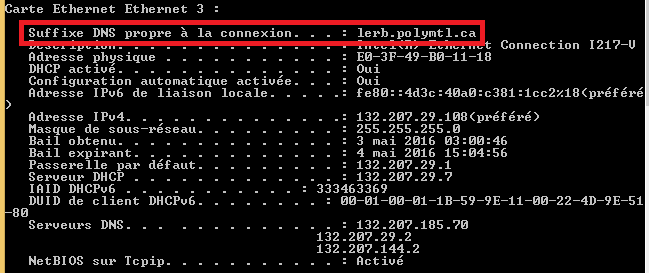 Carte Ethernet Ethernet 3 :
Suffixe DNS propre à la connexion. . . : lerb.polymtl.ca
Description. . . . . . . . . . . . . . : Intel(R) Ethernet Connection I217-V
Adresse physique . . . . . . . . . . . : E0-3F-49-B0-11-18
DHCP activé. . . . . . . . . . . . . . : Oui
Configuration automatique activée. . . : Oui
Adresse IPv6 de liaison locale. . . . .: fe80::4d3c:40a0:c381:1cc2%18(préféré
)
Adresse IPv4. . . . . . . . . . . . . .: 132.207.29.108(préféré)
Masque de sous-réseau. . . . . . . . . : 255.255.255.0
Bail obtenu. . . . . . . . . . . . . . : 3 mai 2016 03:00:46
Bail expirant. . . . . . . . . . . . . : 4 mai 2016 15:04:56
Passerelle par défaut. . . . . . . . . : 132.207.29.1
Serveur DHCP . . . . . . . . . . . . . : 132.207.29.7
IAID DHCPv6 . . . . . . . . . . . : 333463369
DUID de client DHCPv6. . . . . . . . : 00-01-00-01-1B-59-9E-11-00-22-4D-9E-51
-80
Serveurs DNS. . . . . . . . . . . . . : 132.207.185.70
132.207.29.2
132.207.144.2
NetBIOS sur Tcpip. . . . . . . . . . . : Activé